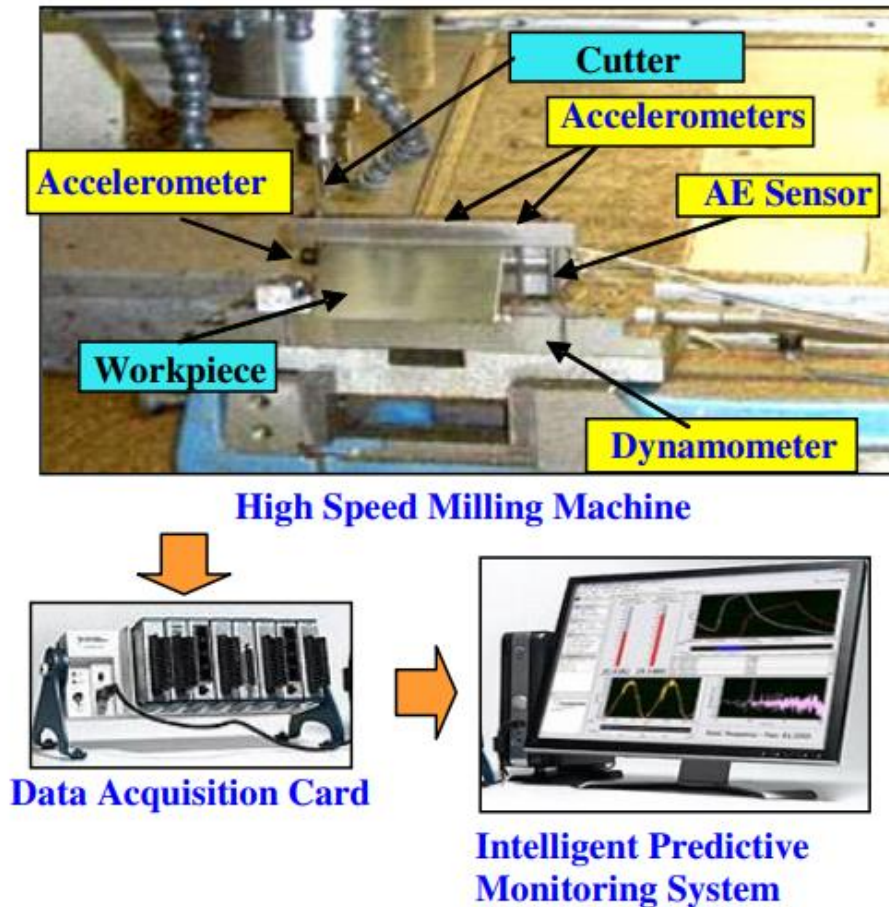 Cutter
Accelerometers
Accelerometer
AE Sensor
Workpiece
Dynamometer
High Speed Milling Machine
Data Acquisition Card
Intelligent Predictive
Monitoring System